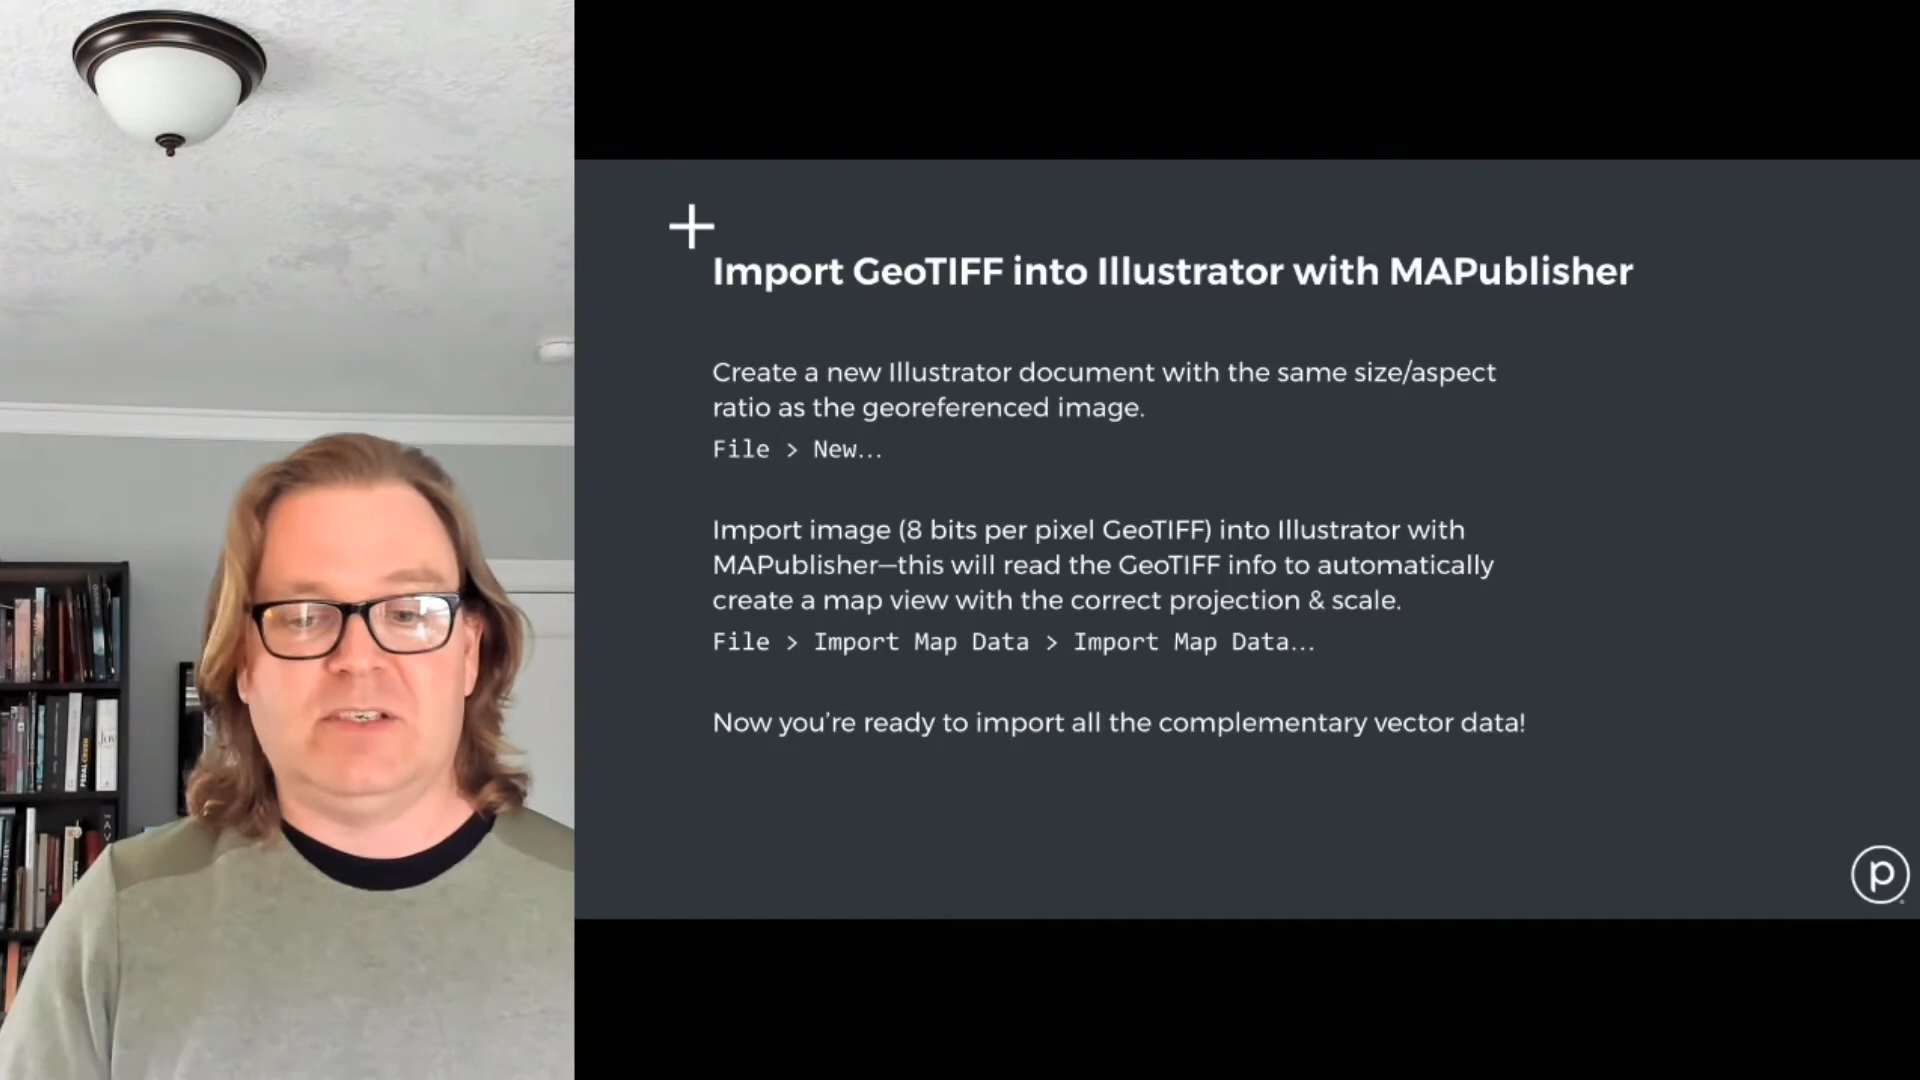 Import GeoTIFF into Illustrator with MAPublisher
Create a new Illustrator document with the same size/aspect
ratio as the georeferenced image.
File > New...
Import image (8 bits per pixel GeoTIFF) into Illustrator with
MAPublisher—this will read the GeoTIFF info to automatically
create a map view with the correct projection & scale.
File > Import Map Data > Import Map Data...
Now you’re ready to import all the complementary vector data!
p